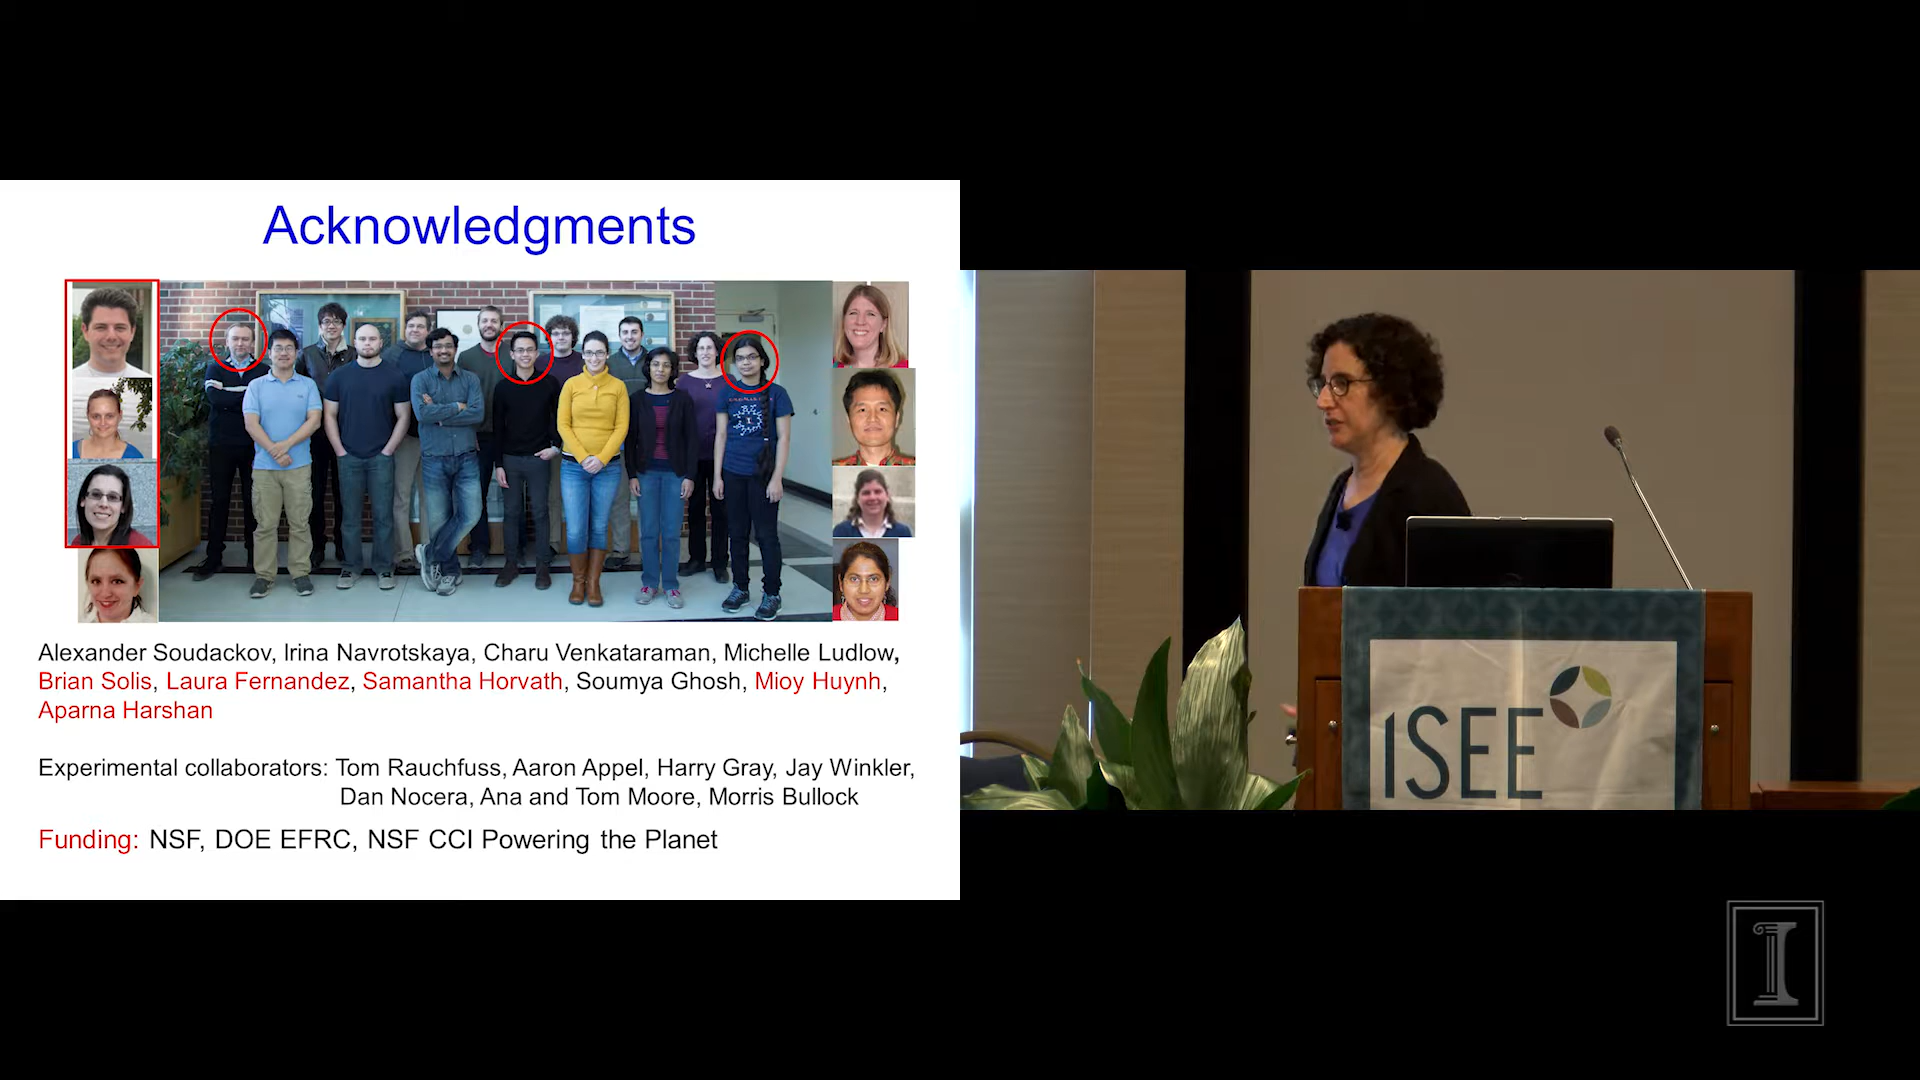 Acknowledgments
Alexander Soudackov, Irina Navrotskaya, Charu Venkataraman, Michelle Ludlow,
Brian Solis, Laura Fernandez, Samantha Horvath, Soumya Ghosh, Mioy Huynh,
Aparna Harshan
Experimental collaborators: Tom Rauchfuss, Aaron Appel, Harry Gray, Jay Winkler,
Dan Nocera, Ana and Tom Moore, Morris Bullock
Funding: NSF, DOE EFRC, NSF CCI Powering the Planet
ISEE
I